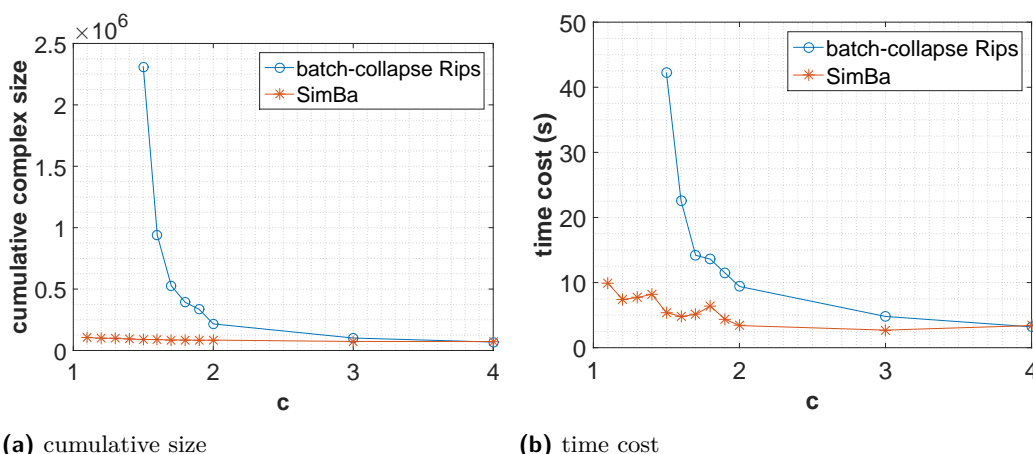 ×10^6
2.5
2
1.5
1
0.5
0
1
2
3
4
cumulative complex size
c
batch-collapse Rips
SimBa
(a) cumulative size
50
40
30
20
10
0
1
2
3
4
time cost (s)
c
batch-collapse Rips
SimBa
(b) time cost